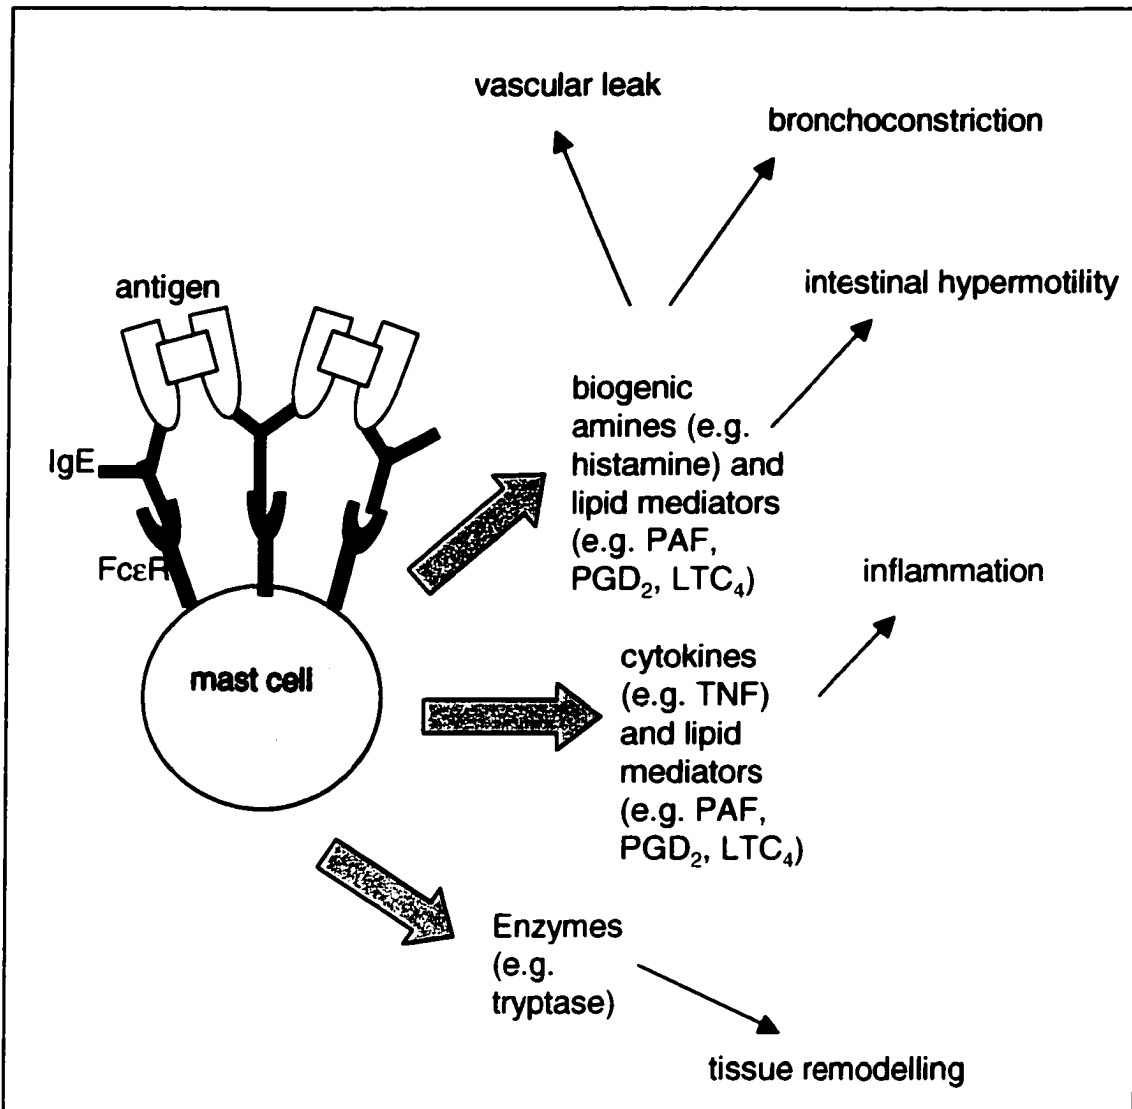 vascular leak
bronchoconstriction
antigen
intestinal hypermotility
biogenic
amines (e.g.
histamine) and
lipid mediators
(e.g. PAF,
PGD₂, LTC₄)
IgE
FcεR
inflammation
mast cell
cytokines
(e.g. TNF)
and lipid
mediators
(e.g. PAF,
PGD₂, LTC₄)
Enzymes
(e.g.
tryptase)
tissue remodelling